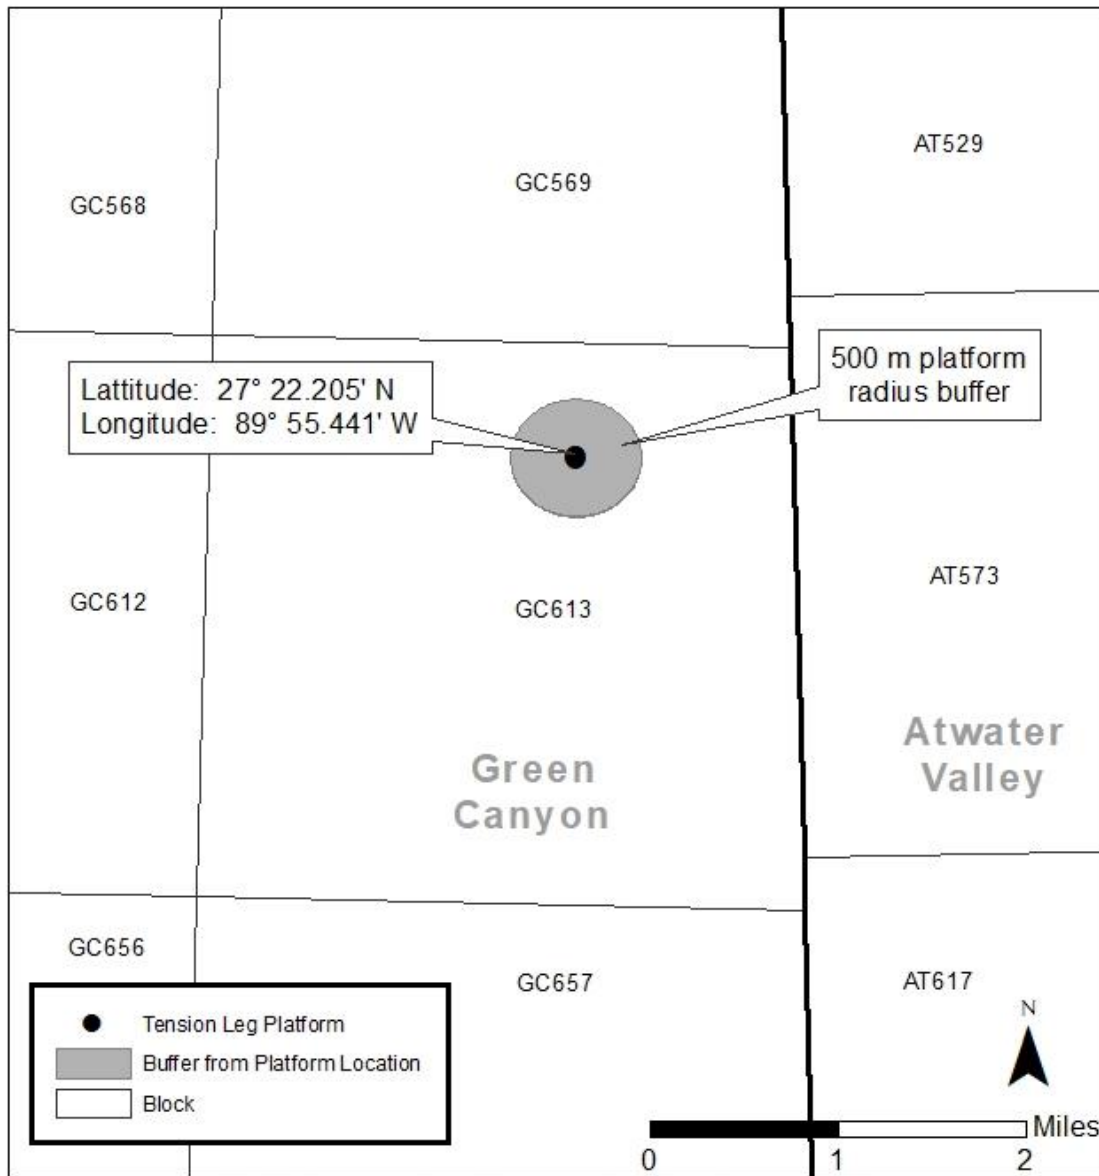 AT529
GC569
GC568
500 m platform
radius buffer
Lattitude:  27° 22.205' N
Longitude:  89° 55.441' W
AT573
GC612
GC613
Atwater
Valley
Green
Canyon
GC656
GC657
AT617
N
Tension Leg Platform
Buffer from Platform Location
Block
Miles
0 1 2